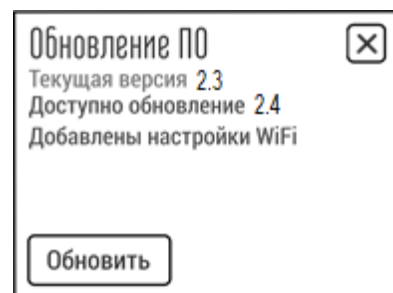 Обновление ПО
Текущая версия 2.3
Доступно обновление 2.4
Добавлены настройки WiFi
Обновить